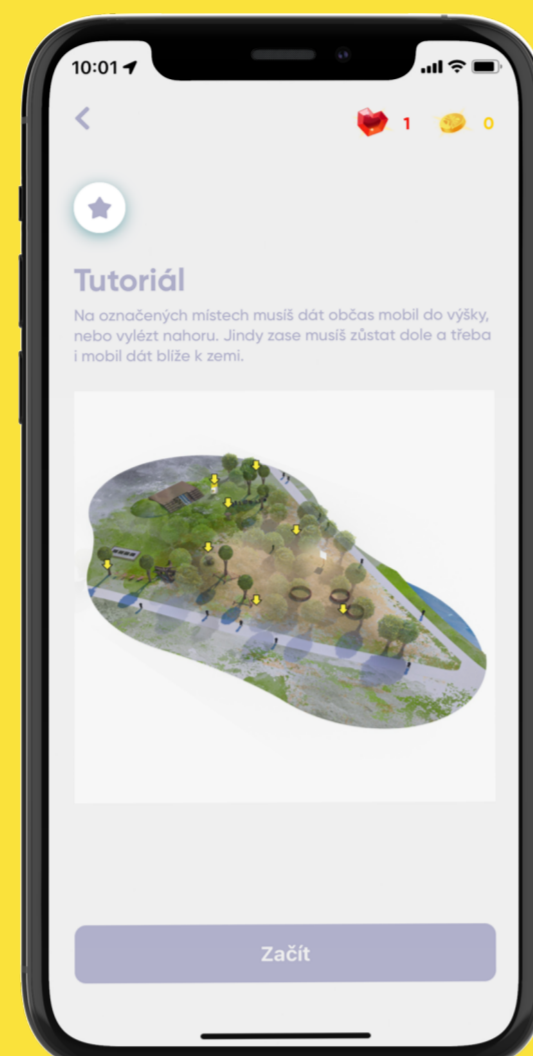 10:01
1 0
Tutoriál
Na označených místech musíš dát občas mobil do výšky,
nebo vylézt nahoru. Jindy zase musíš zůstat dole a třeba
i mobil dát blíže k zemi.
Začít